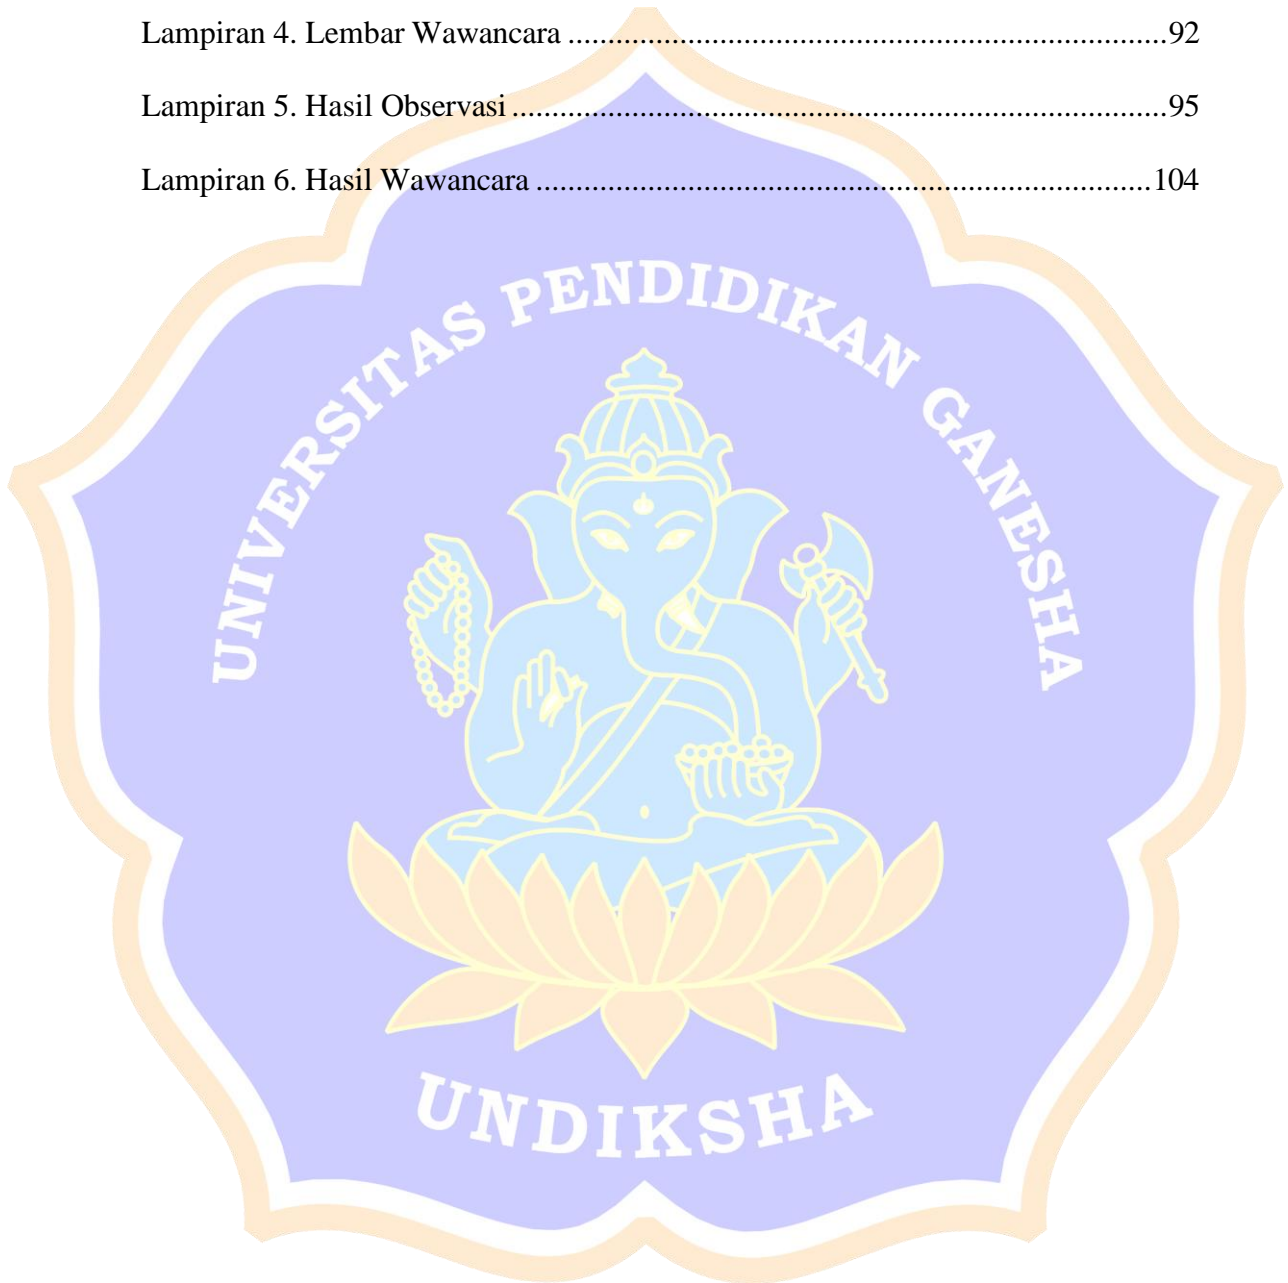 Lampiran 4. Lembar Wawancara ..........................................................................92
Lampiran 5. Hasil Observasi .................................................................................95
Lampiran 6. Hasil Wawancara ............................................................................104
UNIVERSITAS PENDIDIKAN GANESHA
UNDIKSHA